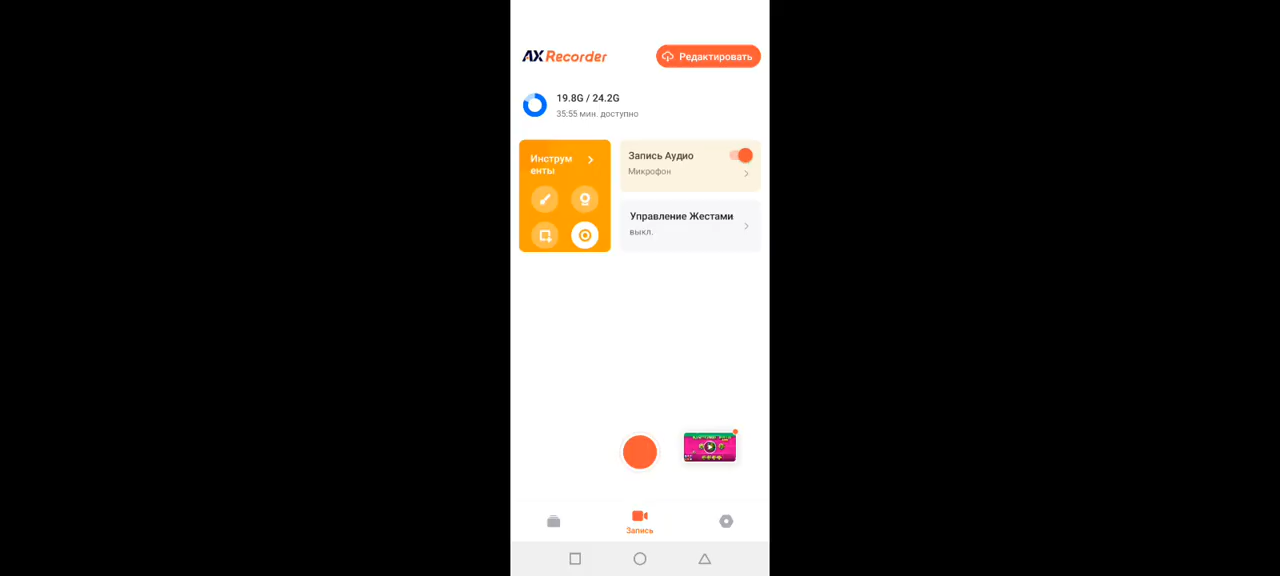 AX Recorder
Редактировать
19.8G / 24.2G
35:55 мин. доступно
Инструм
енты
Запись Аудио
Микрофон
Управление Жестами
выкл.
Запись